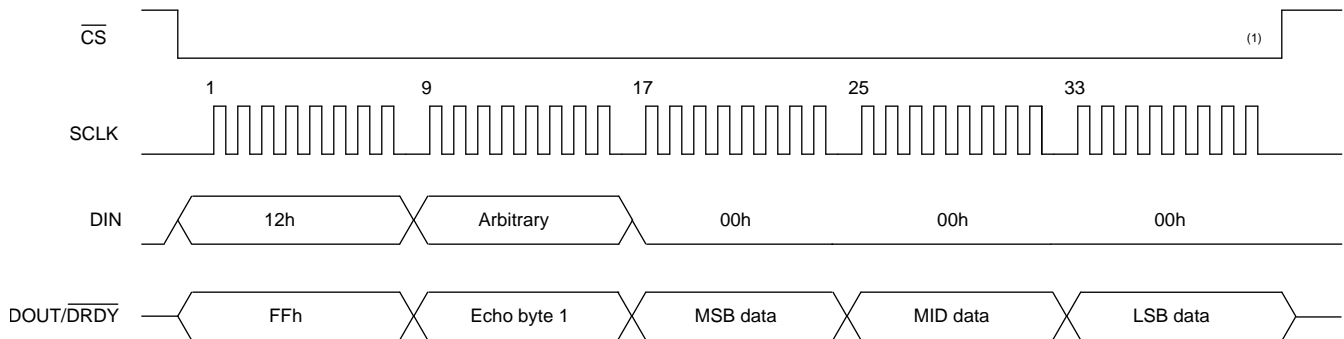 CS
(1)
1 9 17 25 33
SCLK
DIN 12h Arbitrary 00h 00h 00h
DOUT/DRDY FFh Echo byte 1 MSB data MID data LSB data